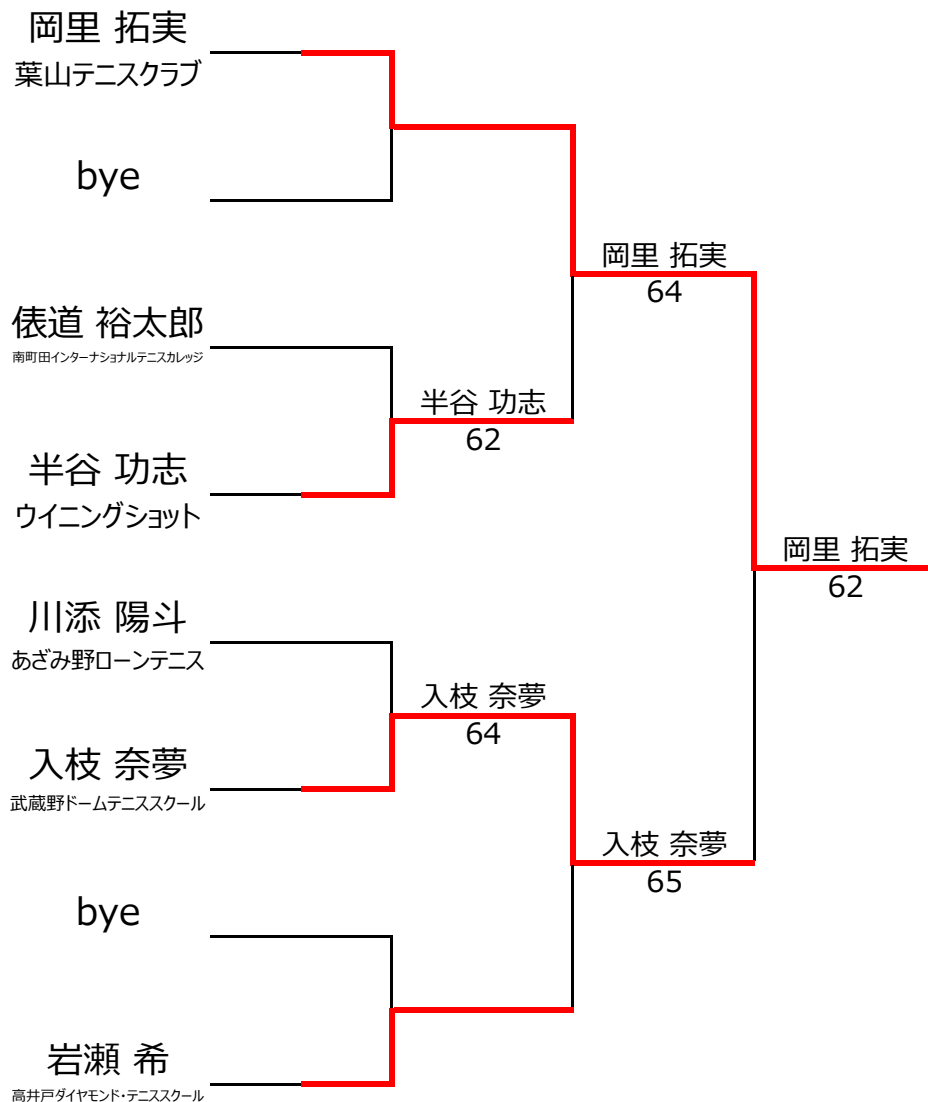 岡里 拓実
葉山テニスクラブ
bye
岡里 拓実
64
俵道 裕太郎
南町田インターナショナルテニスカレッジ
半谷 功志
62
半谷 功志
ウイニングショット
岡里 拓実
62
川添 陽斗
あざみ野ローンテニス
入枝 奈夢
64
入枝 奈夢
武蔵野ドームテニススクール
入枝 奈夢
65
bye
岩瀬 希
高井戸ダイヤモンド・テニススクール